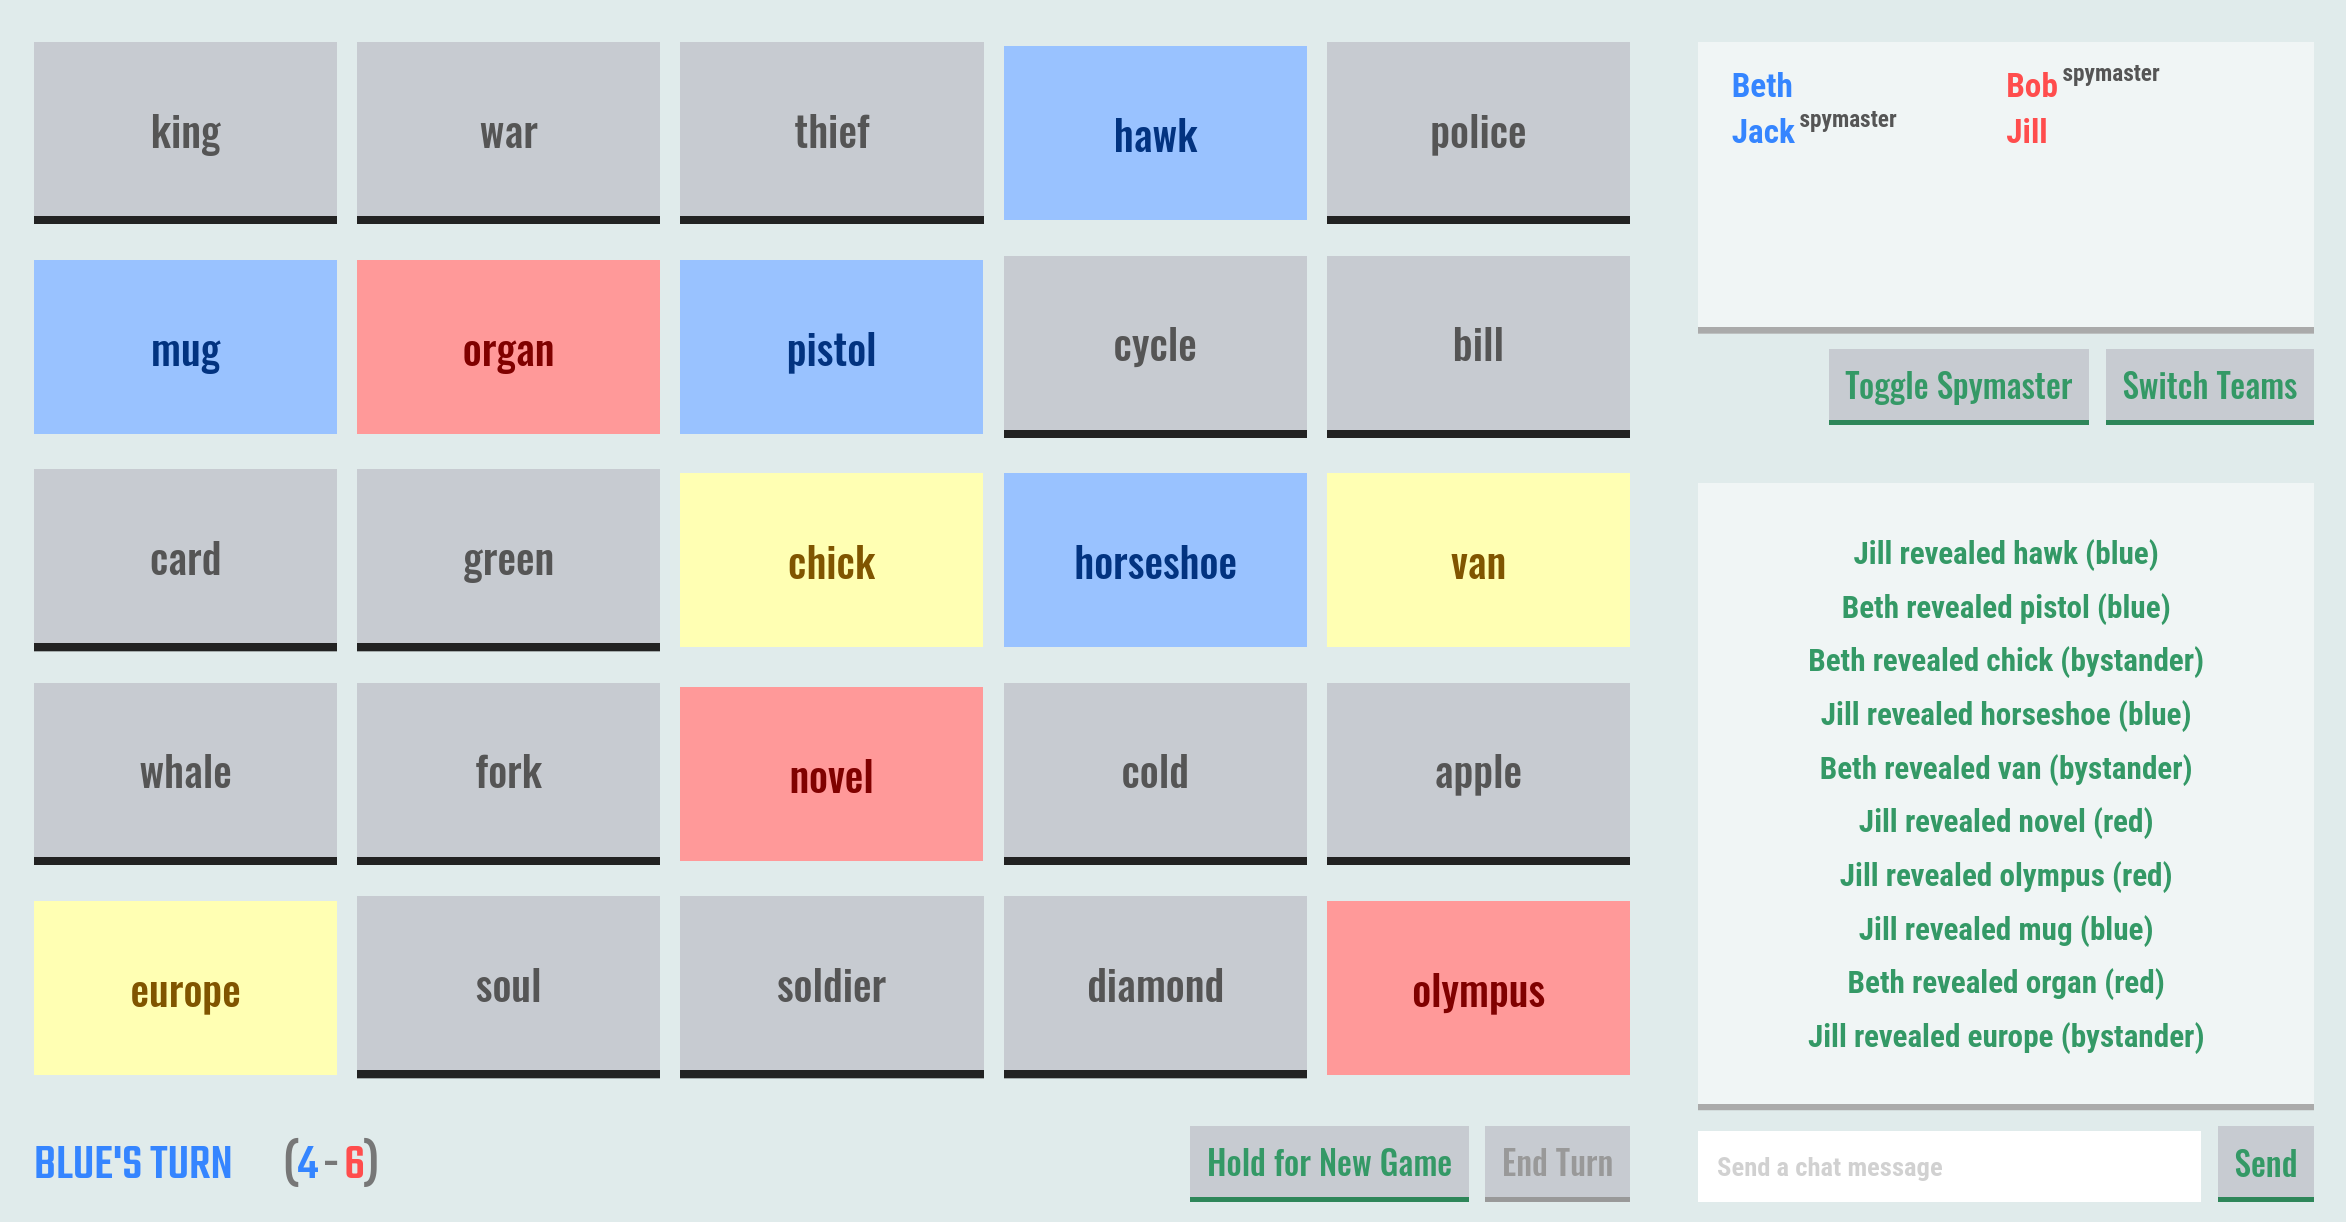 king war thief hawk police
mug organ pistol cycle bill
card green chick horseshoe van
whale fork novel cold apple
europe soul soldier diamond olympus
BLUE'S TURN (4-6)
Hold for New Game
End Turn
Beth
Jack spymaster
Bob spymaster
Jill
Toggle Spymaster
Switch Teams
Jill revealed hawk (blue)
Beth revealed pistol (blue)
Beth revealed chick (bystander)
Jill revealed horseshoe (blue)
Beth revealed van (bystander)
Jill revealed novel (red)
Jill revealed olympus (red)
Jill revealed mug (blue)
Beth revealed organ (red)
Jill revealed europe (bystander)
Send a chat message
Send